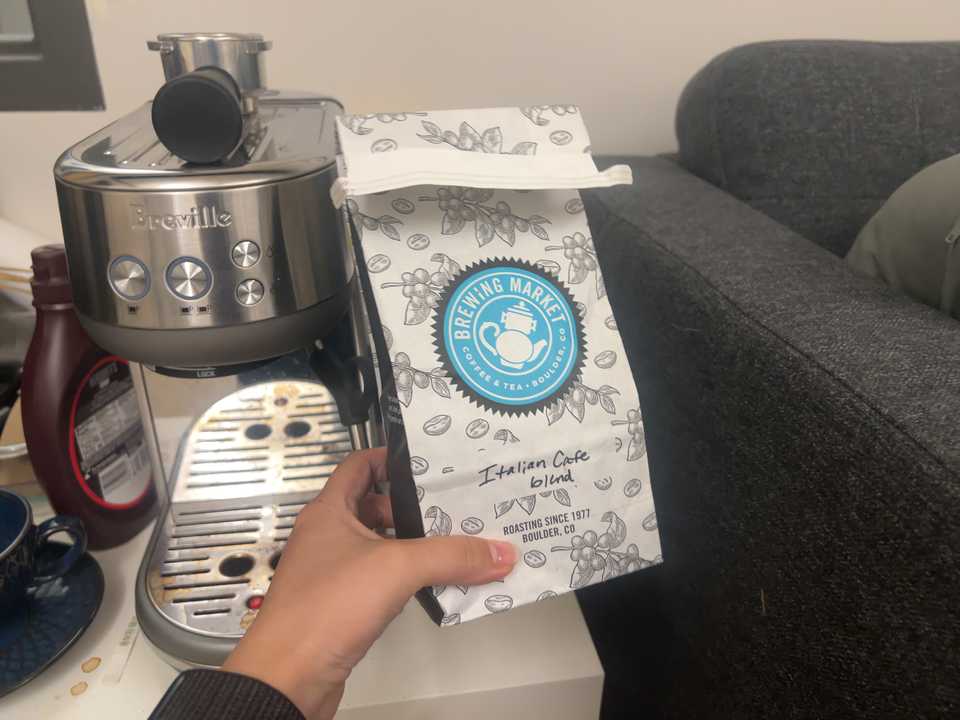 Breville
LOCK
BREWING MARKET
COFFEE & TEA • BOULDER, CO
Italian Cafe
blend
ROASTING SINCE 1977
BOULDER, CO